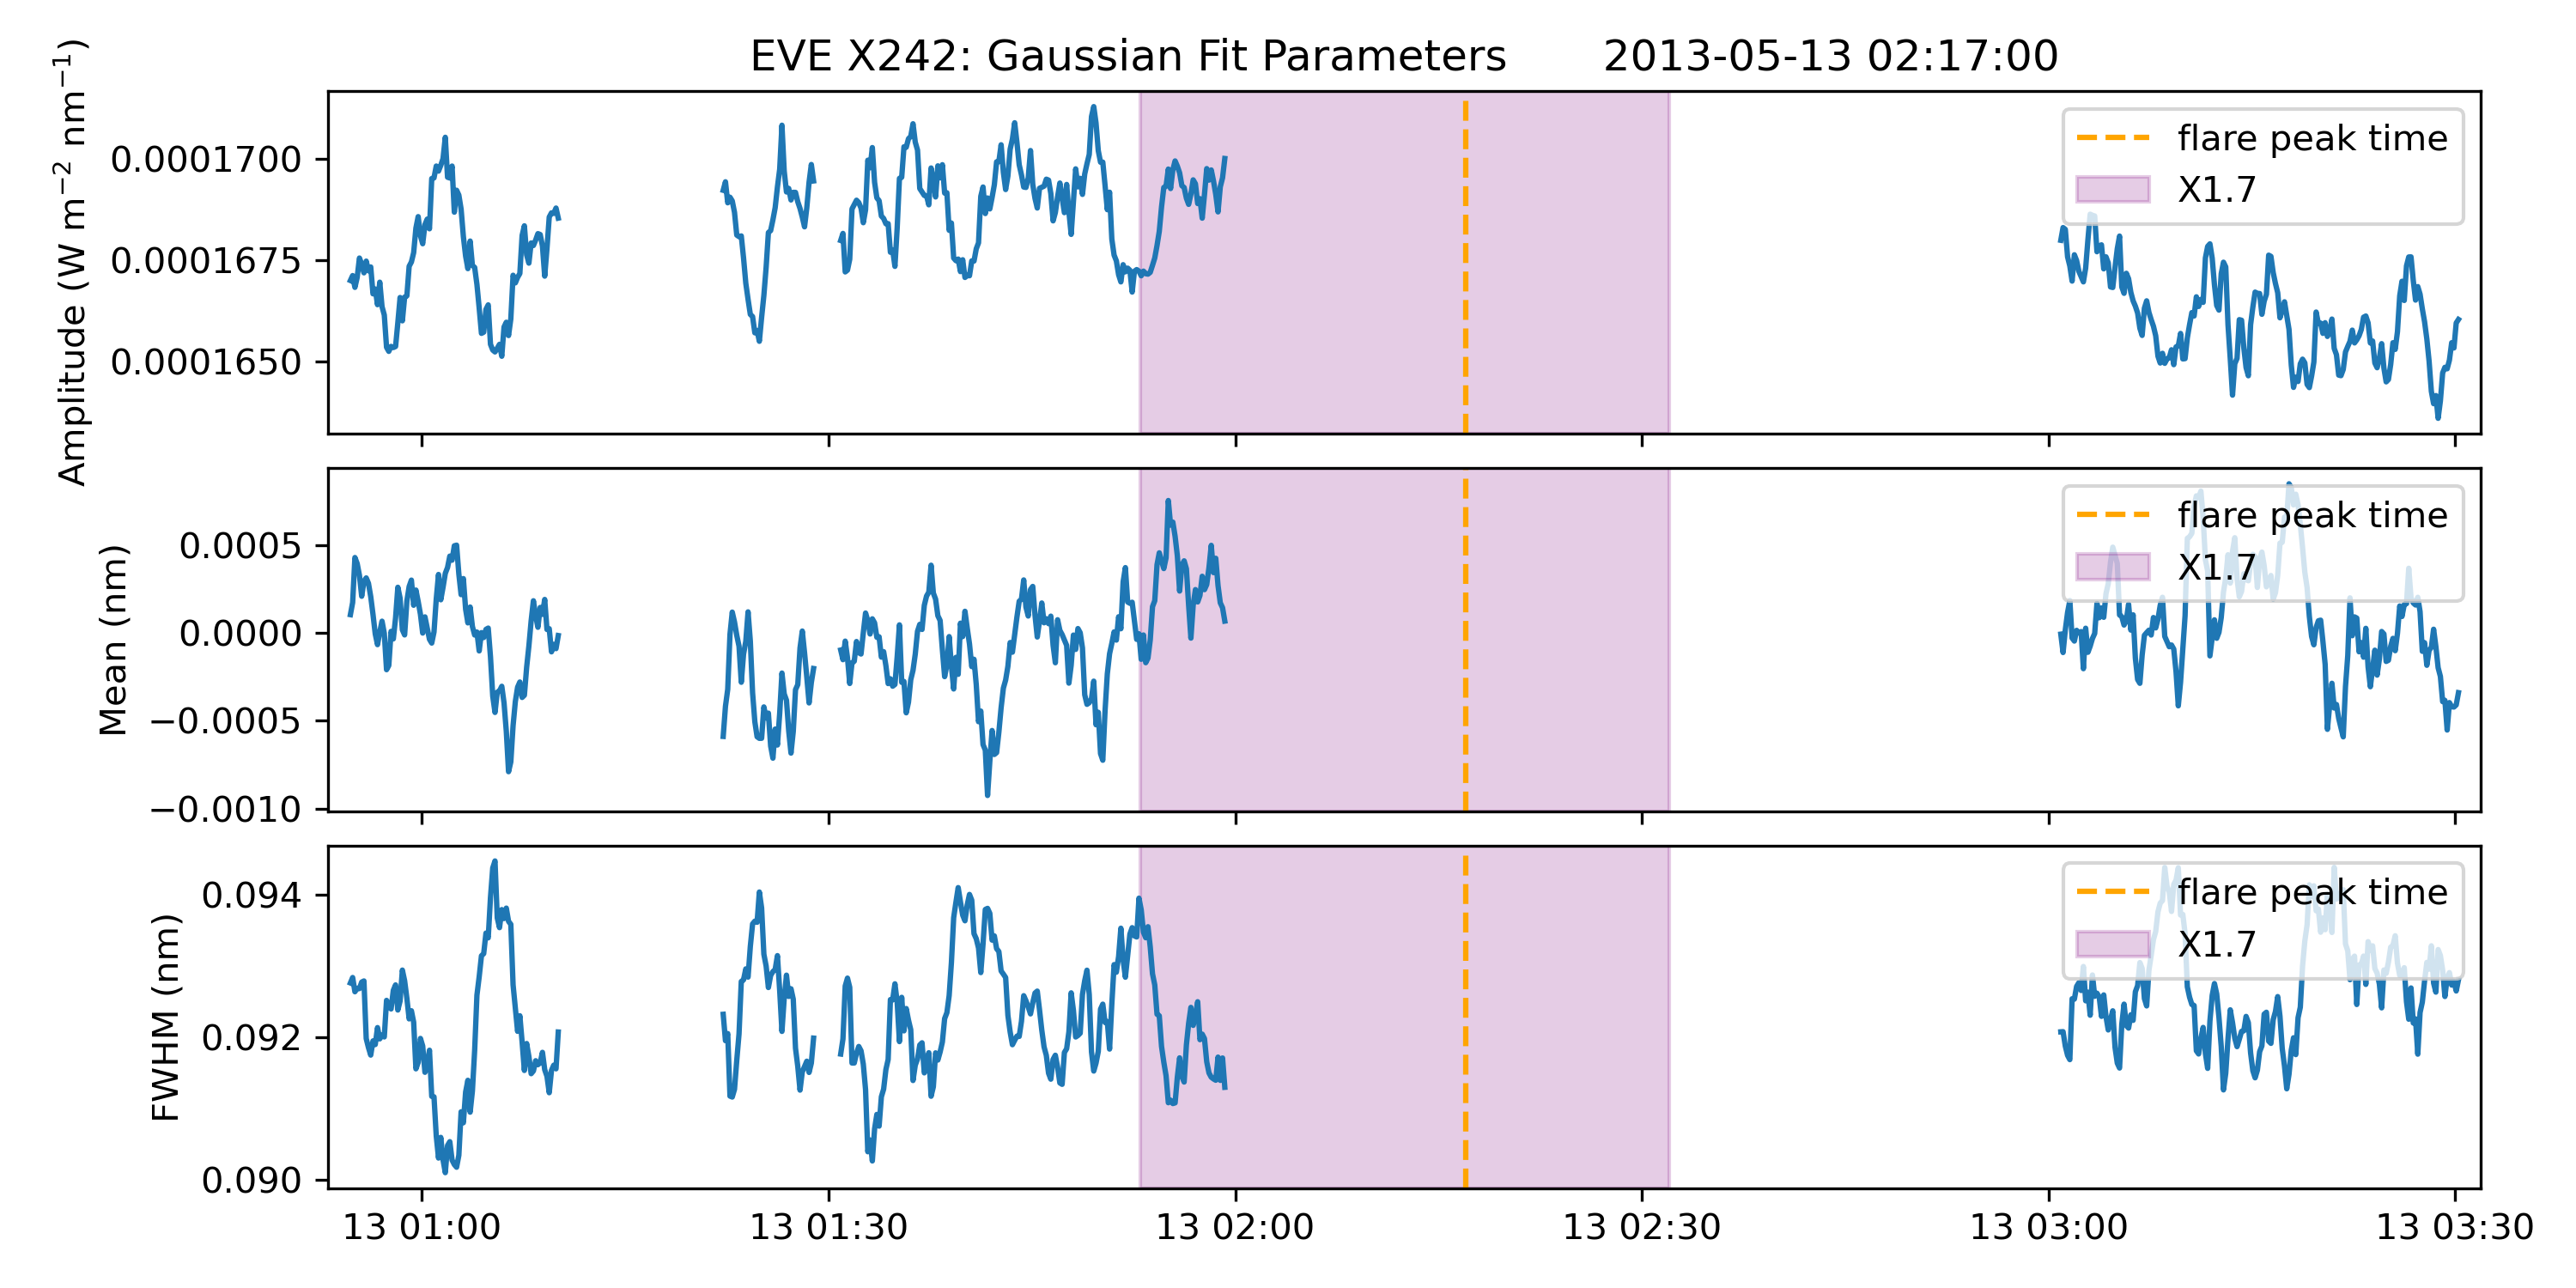 EVE X242: Gaussian Fit Parameters 2013-05-13 02:17:00
Amplitude (W m⁻² nm⁻¹)
0.0001700
0.0001675
0.0001650
flare peak time
X1.7
Mean (nm)
0.0005
0.0000
−0.0005
−0.0010
flare peak time
X1.7
FWHM (nm)
0.094
0.092
0.090
flare peak time
X1.7
13 01:00 13 01:30 13 02:00 13 02:30 13 03:00 13 03:30